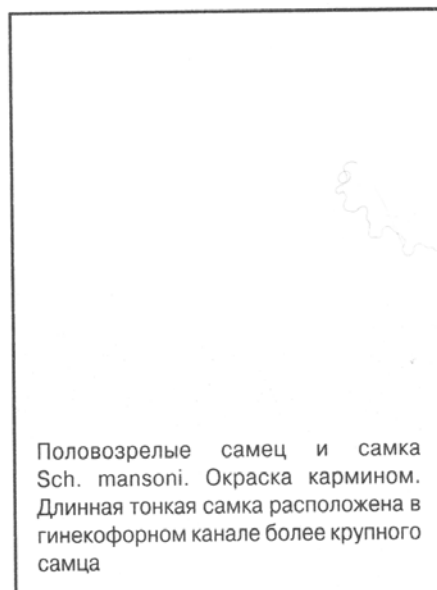 Половозрелые самец и самка
Sch. mansoni. Окраска кармином.
Длинная тонкая самка расположена в
гинекофорном канале более крупного
самца